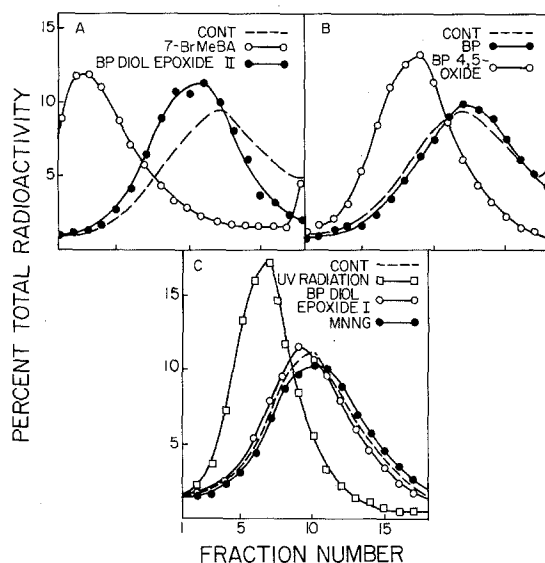 A
CONT
7-BrMeBA
BP DIOL EPOXIDE II
B
CONT
BP
BP 4,5-
OXIDE
15
10
5
C
CONT
UV RADIATION
BP DIOL
EPOXIDE I
MNNG
15
10
5
1
5
10
15
FRACTION NUMBER
PERCENT TOTAL RADIOACTIVITY